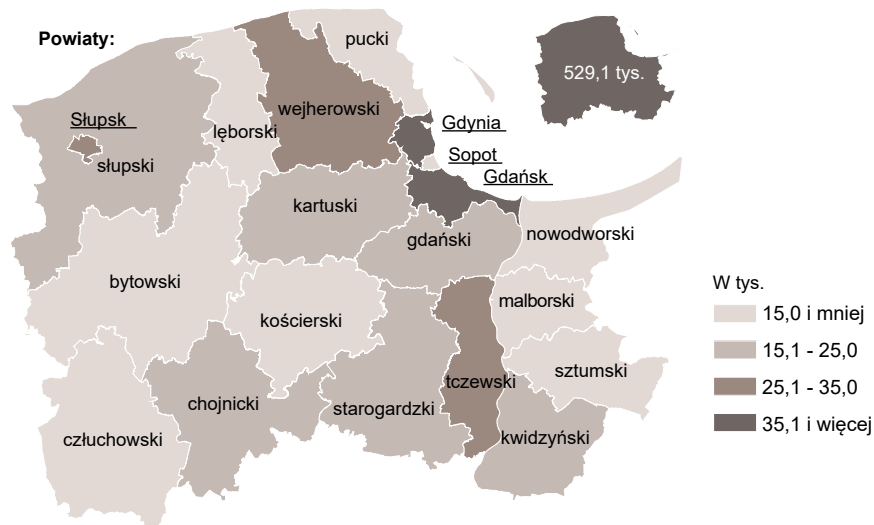 Powiaty:
pucki
529,1 tys.
wejherowski
Słupsk
lęborski
Gdynia
słupski
Sopot
Gdańsk
kartuski
gdański
nowodworski
bytowski
malborski
W tys.
kościerski
15,0 i mniej
15,1 - 25,0
sztumski
tczewski
25,1 - 35,0
chojnicki
starogardzki
35,1 i więcej
człuchowski
kwidzyński